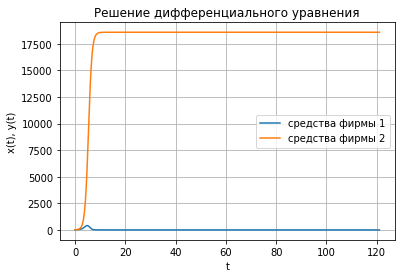 Решение дифференциального уравнения
17500
15000
12500
10000
7500
5000
2500
0
x(t), y(t)
средства фирмы 1
средства фирмы 2
0 20 40 60 80 100 120
t